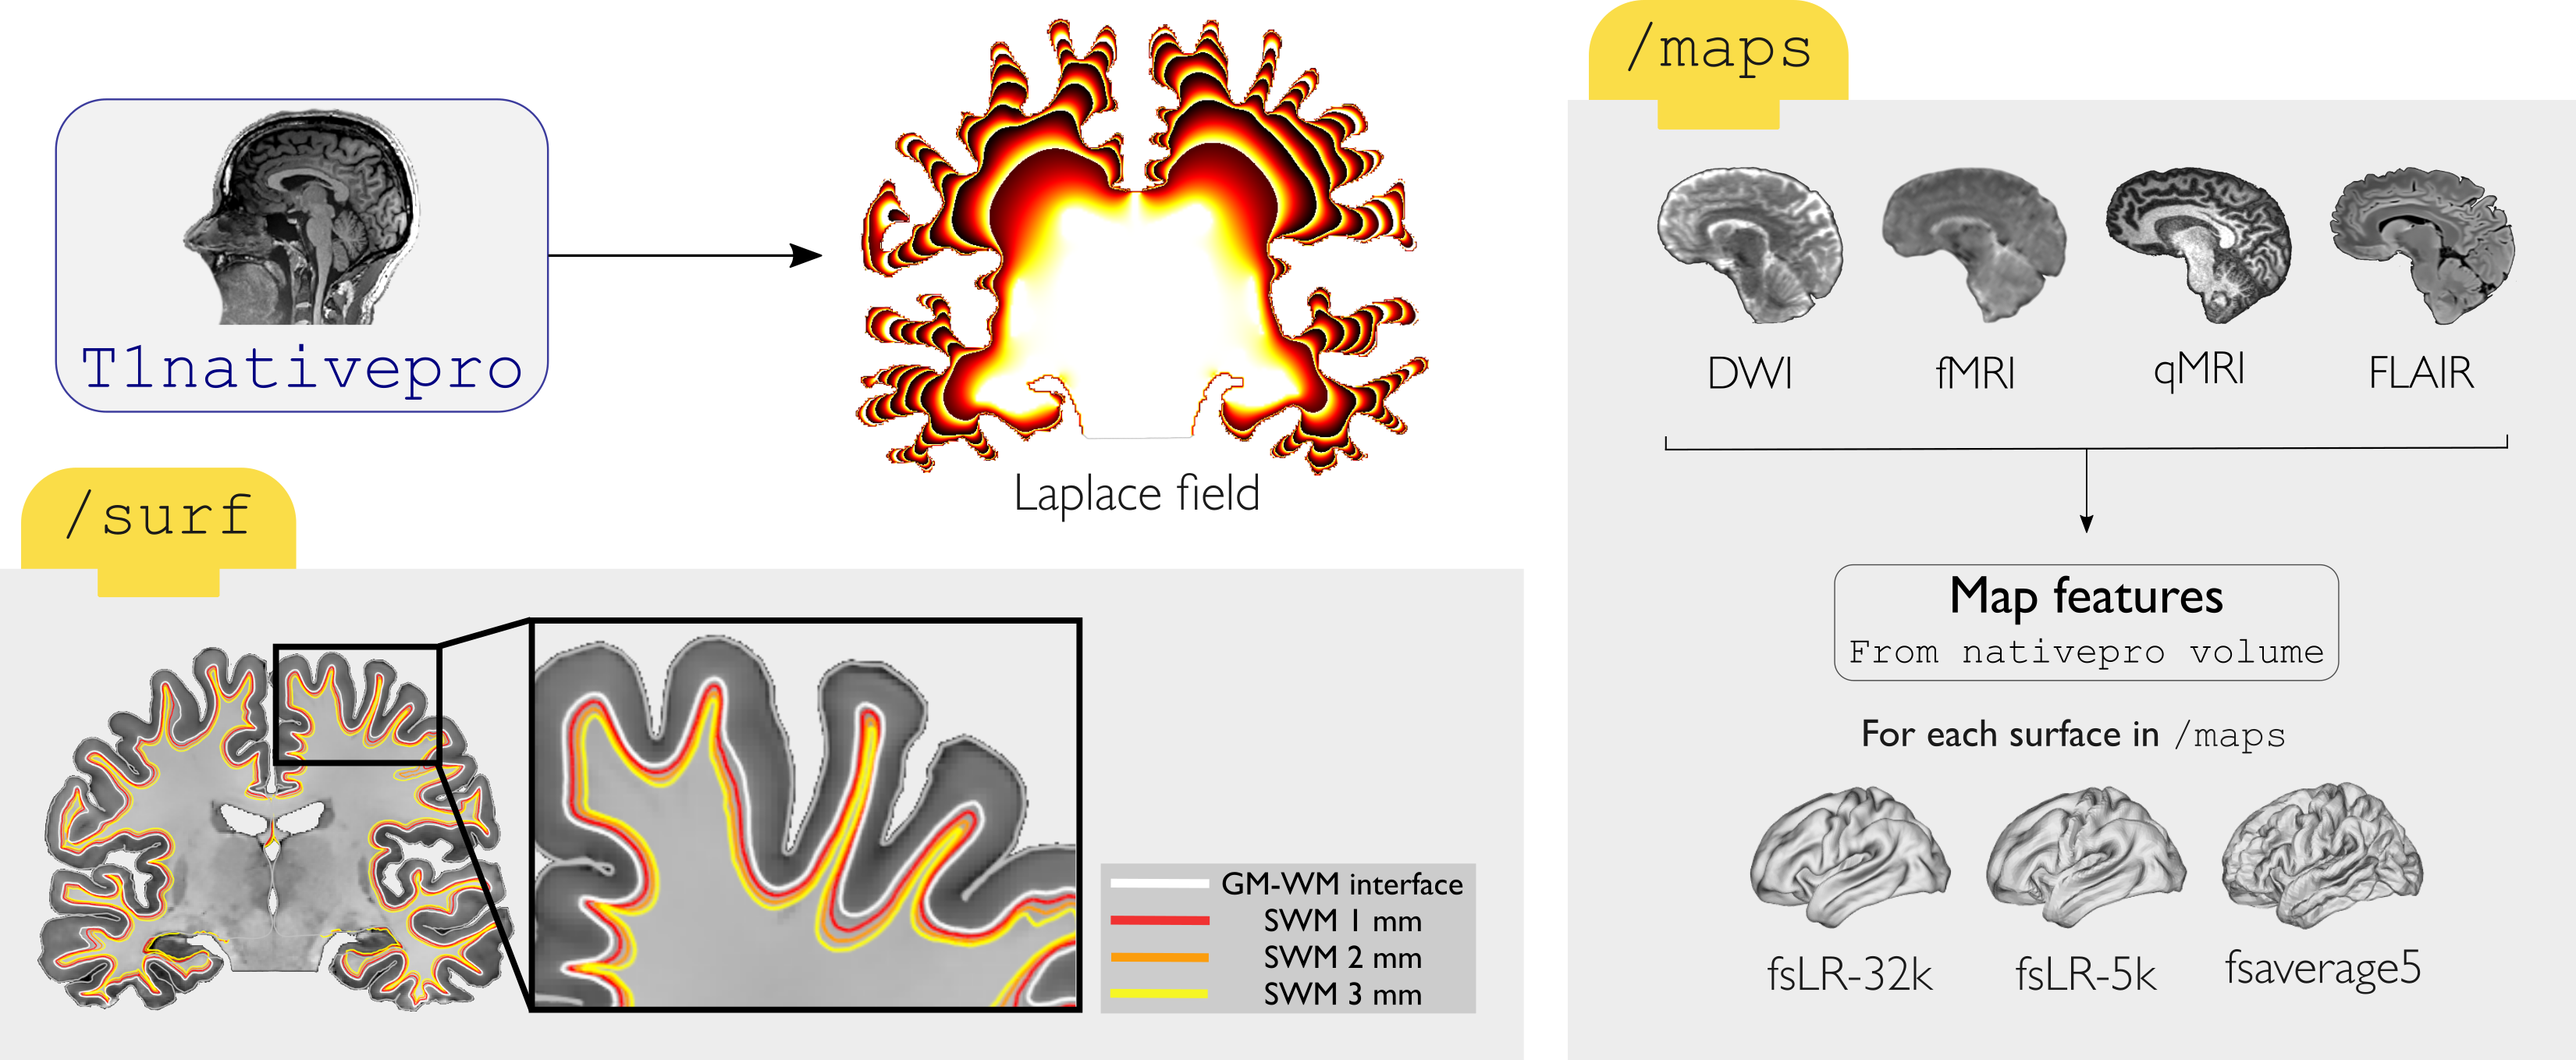 T1nativepro
Laplace field
/surf
GM-WM interface
SWM 1 mm
SWM 2 mm
SWM 3 mm
/maps
DWI
fMRI
qMRI
FLAIR
Map features
From nativepro volume
For each surface in /maps
fsLR-32k
fsLR-5k
fsaverage5